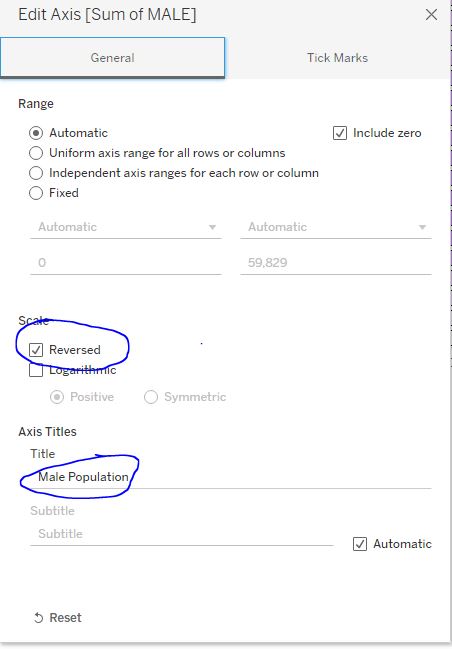 Edit Axis [Sum of MALE]
General Tick Marks
Range
Automatic Include zero
Uniform axis range for all rows or columns
Independent axis ranges for each row or column
Fixed
Automatic Automatic
0 59,829
Scale
Reversed
Logarithmic
Positive Symmetric
Axis Titles
Title
Male Population
Subtitle
Subtitle Automatic
Reset